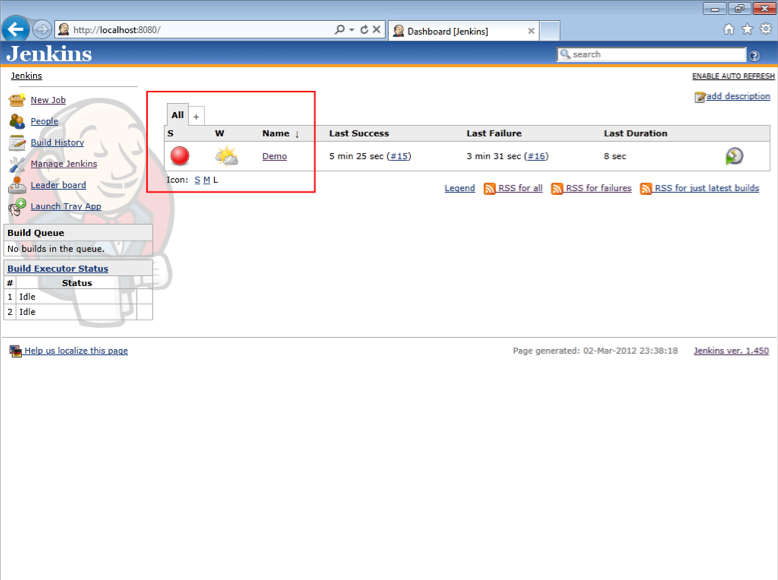 http://localhost:8080/
Dashboard [Jenkins]
Jenkins
search
Jenkins
ENABLE AUTO REFRESH
New Job
People
Build History
Manage Jenkins
Leader board
Launch Tray App
Build Queue
No builds in the queue.
Build Executor Status
# Status
1 Idle
2 Idle
add description
All +
S W Name ↓ Last Success Last Failure Last Duration
Demo 5 min 25 sec (#15) 3 min 31 sec (#16) 8 sec
Icon: S M L
Legend RSS for all RSS for failures RSS for just latest builds
Help us localize this page
Page generated: 02-Mar-2012 23:38:18 Jenkins ver. 1.450